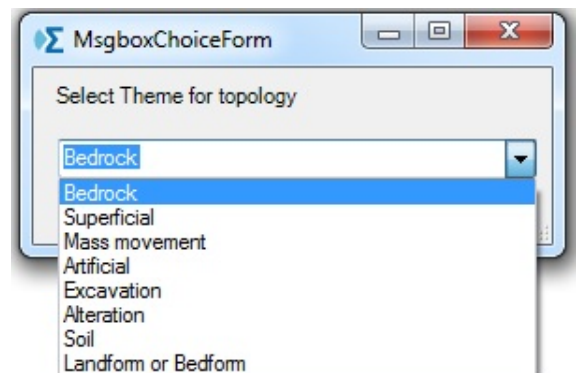 MsgboxChoiceForm
Select Theme for topology
Bedrock
Bedrock
Superficial
Mass movement
Artificial
Excavation
Alteration
Soil
Landform or Bedform